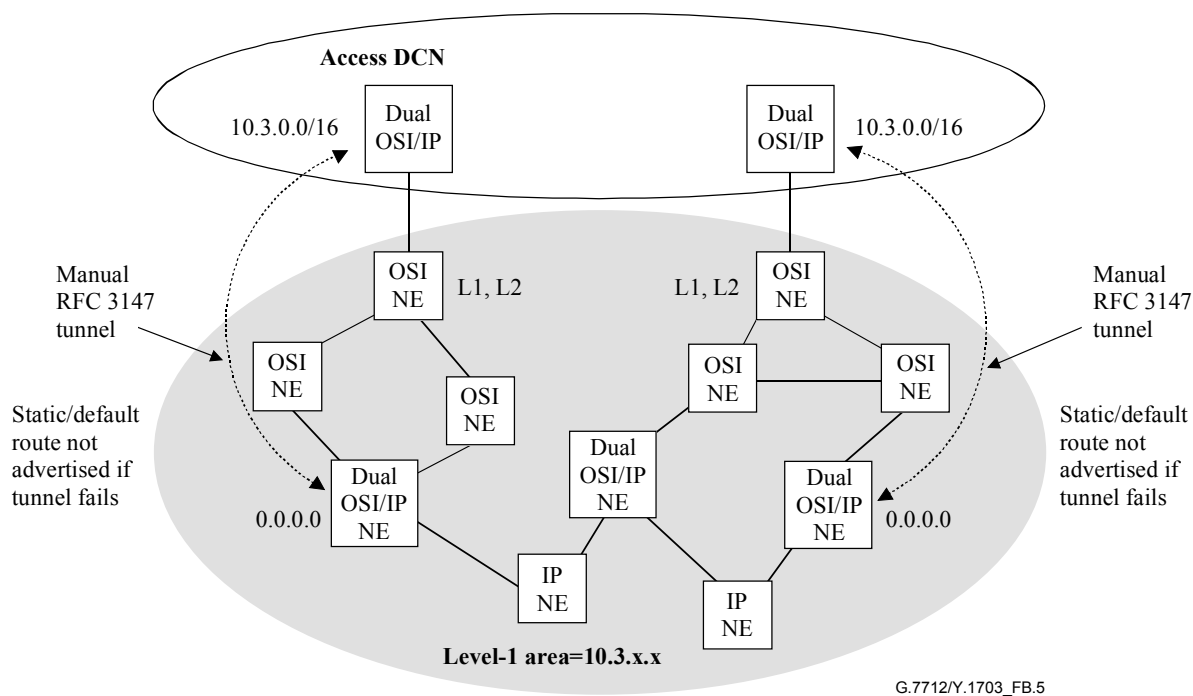 Access DCN
Dual
OSI/IP
10.3.0.0/16
Dual
OSI/IP
10.3.0.0/16
OSI
NE
L1, L2
OSI
NE
L1, L2
Manual
RFC 3147
tunnel
Manual
RFC 3147
tunnel
OSI
NE
OSI
NE
OSI
NE
OSI
NE
Static/default
route not
advertised if
tunnel fails
Static/default
route not
advertised if
tunnel fails
Dual
OSI/IP
NE
0.0.0.0
Dual
OSI/IP
NE
Dual
OSI/IP
NE
0.0.0.0
IP
NE
IP
NE
Level-1 area=10.3.x.x
G.7712/Y.1703_FB.5